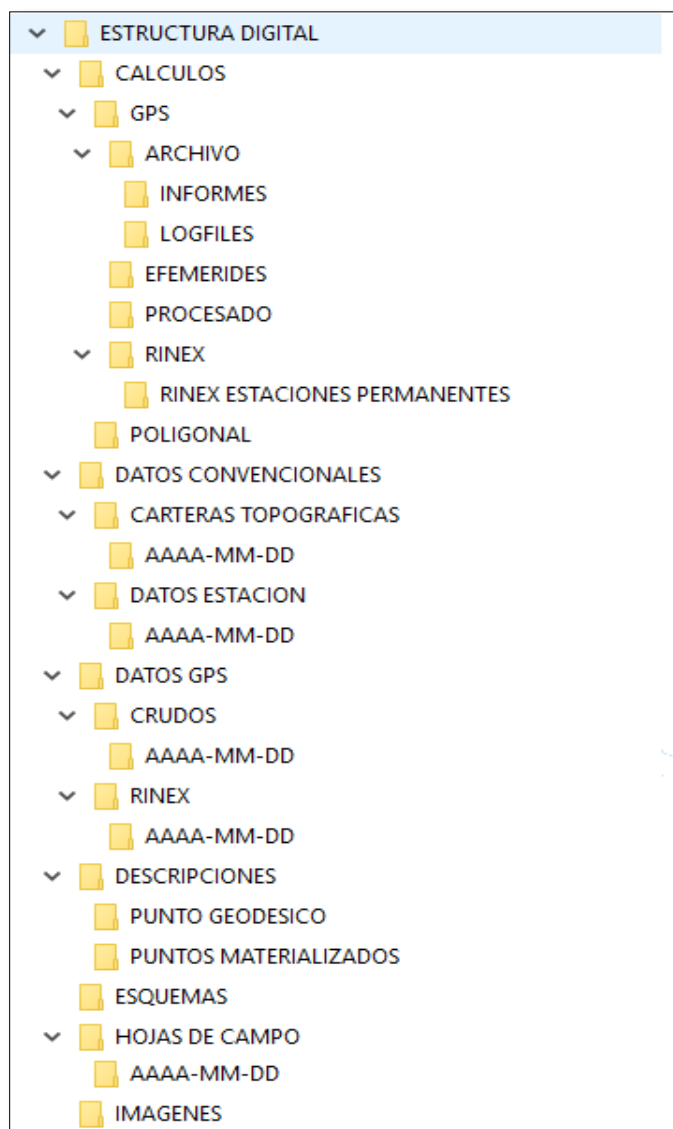 ESTRUCTURA DIGITAL
CALCULOS
GPS
ARCHIVO
INFORMES
LOGFILES
EFEMERIDES
PROCESADO
RINEX
RINEX ESTACIONES PERMANENTES
POLIGONAL
DATOS CONVENCIONALES
CARTERAS TOPOGRAFICAS
AAAA-MM-DD
DATOS ESTACION
AAAA-MM-DD
DATOS GPS
CRUDOS
AAAA-MM-DD
RINEX
AAAA-MM-DD
DESCRIPCIONES
PUNTO GEODESICO
PUNTOS MATERIALIZADOS
ESQUEMAS
HOJAS DE CAMPO
AAAA-MM-DD
IMAGENES